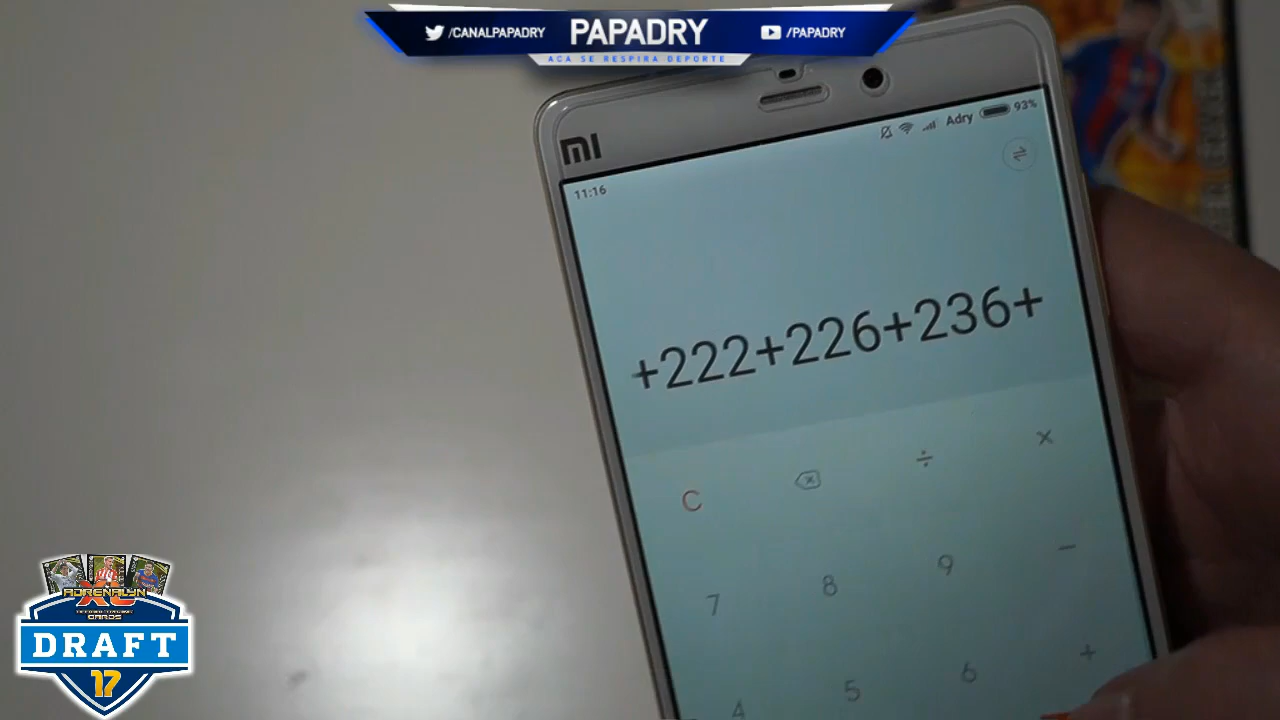 /CANALPAPADRY PAPADRY /PAPADRY
ACA SE RESPIRA DEPORTE
MI
Adry 93%
11:16
+222+226+236+
C ÷ ×
7 8 9 −
4 5 6 +
ADRENALYN
XL
CARDS
DRAFT
17